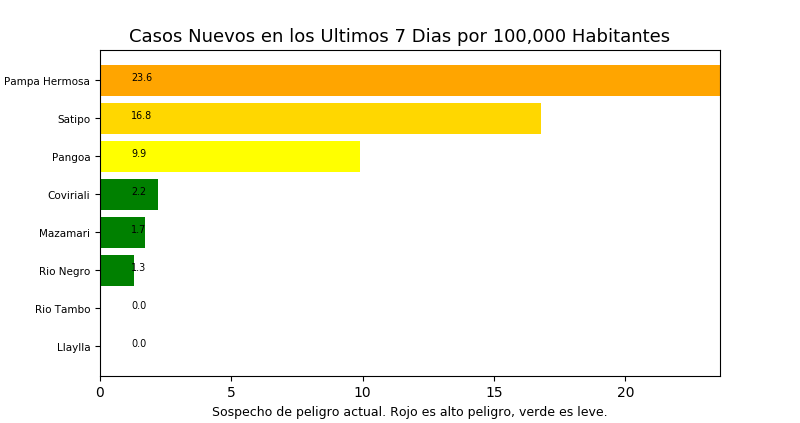 Casos Nuevos en los Ultimos 7 Dias por 100,000 Habitantes
Pampa Hermosa 23.6
Satipo 16.8
Pangoa 9.9
Coviriali 2.2
Mazamari 1.7
Rio Negro 1.3
Rio Tambo 0.0
Llaylla 0.0
0 5 10 15 20
Sospecho de peligro actual. Rojo es alto peligro, verde es leve.